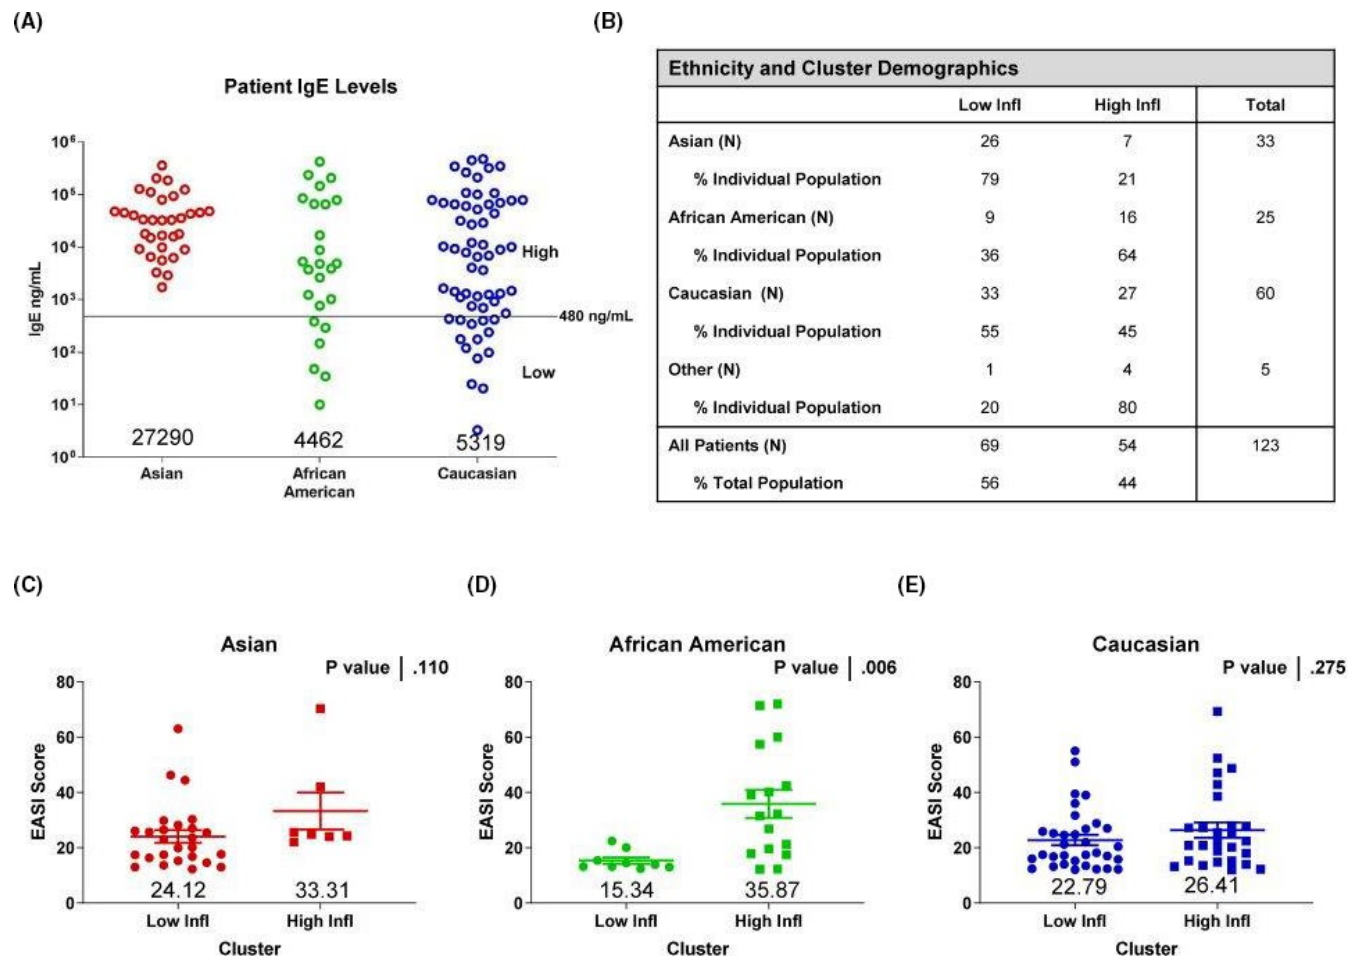 (A)
Patient IgE Levels
IgE ng/mL
10⁶
10⁵
10⁴
10³
10²
10¹
10⁰
High
480 ng/mL
Low
27290 4462 5319
Asian African American Caucasian
(B)
Ethnicity and Cluster Demographics
Low Infl High Infl Total
Asian (N) 26 7 33
% Individual Population 79 21
African American (N) 9 16 25
% Individual Population 36 64
Caucasian (N) 33 27 60
% Individual Population 55 45
Other (N) 1 4 5
% Individual Population 20 80
All Patients (N) 69 54 123
% Total Population 56 44
(C)
Asian
P value | .110
EASI Score
80
60
40
20
0
24.12 33.31
Low Infl High Infl
Cluster
(D)
African American
P value | .006
EASI Score
80
60
40
20
0
15.34 35.87
Low Infl High Infl
Cluster
(E)
Caucasian
P value | .275
EASI Score
80
60
40
20
0
22.79 26.41
Low Infl High Infl
Cluster